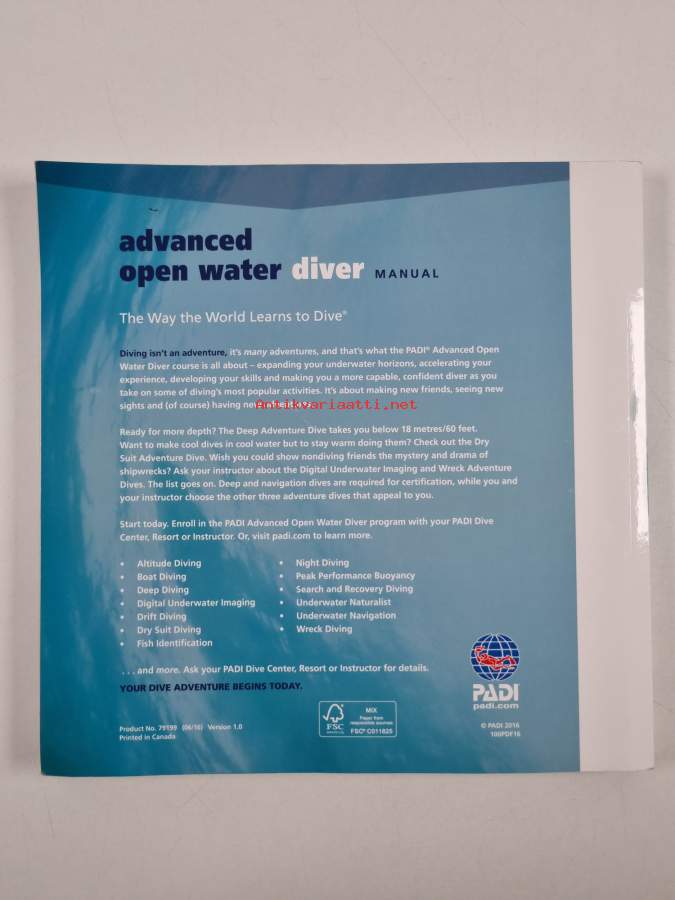 advanced
open water diver MANUAL
The Way the World Learns to Dive®
Diving isn't an adventure, it's many adventures, and that's what the PADI® Advanced Open
Water Diver course is all about – expanding your underwater horizons, accelerating your
experience, developing your skills and making you a more capable, confident diver as you
take on some of diving's most popular activities. It's about making new friends, seeing new
sights and (of course) having new
Antikvariaatti.net
Ready for more depth? The Deep Adventure Dive takes you below 18 metres/60 feet.
Want to make cool dives in cool water but to stay warm doing them? Check out the Dry
Suit Adventure Dive. Wish you could show nondiving friends the mystery and drama of
shipwrecks? Ask your instructor about the Digital Underwater Imaging and Wreck Adventure
Dives. The list goes on. Deep and navigation dives are required for certification, while you and
your instructor choose the other three adventure dives that appeal to you.
Start today. Enroll in the PADI Advanced Open Water Diver program with your PADI Dive
Center, Resort or Instructor. Or, visit padi.com to learn more.
• Altitude Diving
• Boat Diving
• Deep Diving
• Digital Underwater Imaging
• Drift Diving
• Dry Suit Diving
• Fish Identification
• Night Diving
• Peak Performance Buoyancy
• Search and Recovery Diving
• Underwater Naturalist
• Underwater Navigation
• Wreck Diving
. . . and more. Ask your PADI Dive Center, Resort or Instructor for details.
YOUR DIVE ADVENTURE BEGINS TODAY.
PADI
padi.com
Product No. 79199 (06/16) Version 1.0
Printed in Canada
FSC
MIX
Paper from
responsible sources
FSC® C011825
© PADI 2016
100PDF16